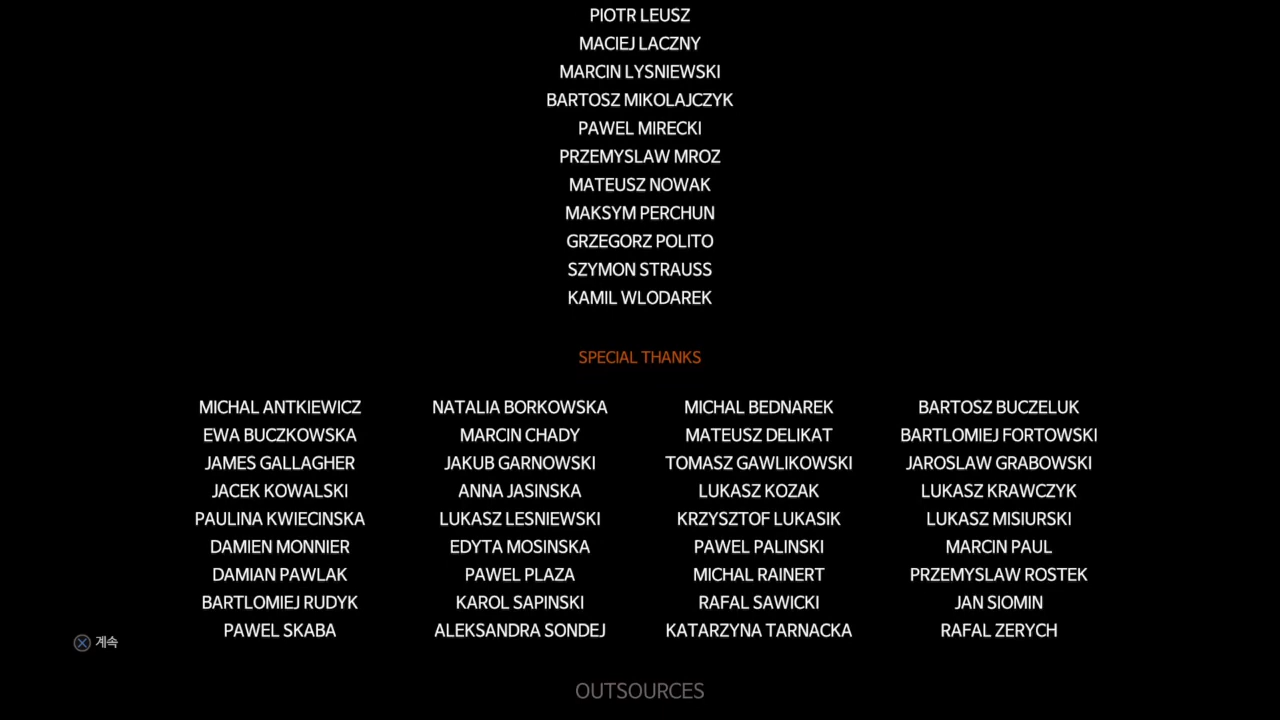 PIOTR LEUSZ
MACIEJ LACZNY
MARCIN LYSNIEWSKI
BARTOSZ MIKOLAJCZYK
PAWEL MIRECKI
PRZEMYSLAW MROZ
MATEUSZ NOWAK
MAKSYM PERCHUN
GRZEGORZ POLITO
SZYMON STRAUSS
KAMIL WLODAREK
SPECIAL THANKS
MICHAL ANTKIEWICZ NATALIA BORKOWSKA MICHAL BEDNAREK BARTOSZ BUCZELUK
EWA BUCZKOWSKA MARCIN CHADY MATEUSZ DELIKAT BARTLOMIEJ FORTOWSKI
JAMES GALLAGHER JAKUB GARNOWSKI TOMASZ GAWLIKOWSKI JAROSLAW GRABOWSKI
JACEK KOWALSKI ANNA JASINSKA LUKASZ KOZAK LUKASZ KRAWCZYK
PAULINA KWIECINSKA LUKASZ LESNIEWSKI KRZYSZTOF LUKASIK LUKASZ MISIURSKI
DAMIEN MONNIER EDYTA MOSINSKA PAWEL PALINSKI MARCIN PAUL
DAMIAN PAWLAK PAWEL PLAZA MICHAL RAINERT PRZEMYSLAW ROSTEK
BARTLOMIEJ RUDYK KAROL SAPINSKI RAFAL SAWICKI JAN SIOMIN
PAWEL SKABA ALEKSANDRA SONDEJ KATARZYNA TARNACKA RAFAL ZERYCH
계속
OUTSOURCES